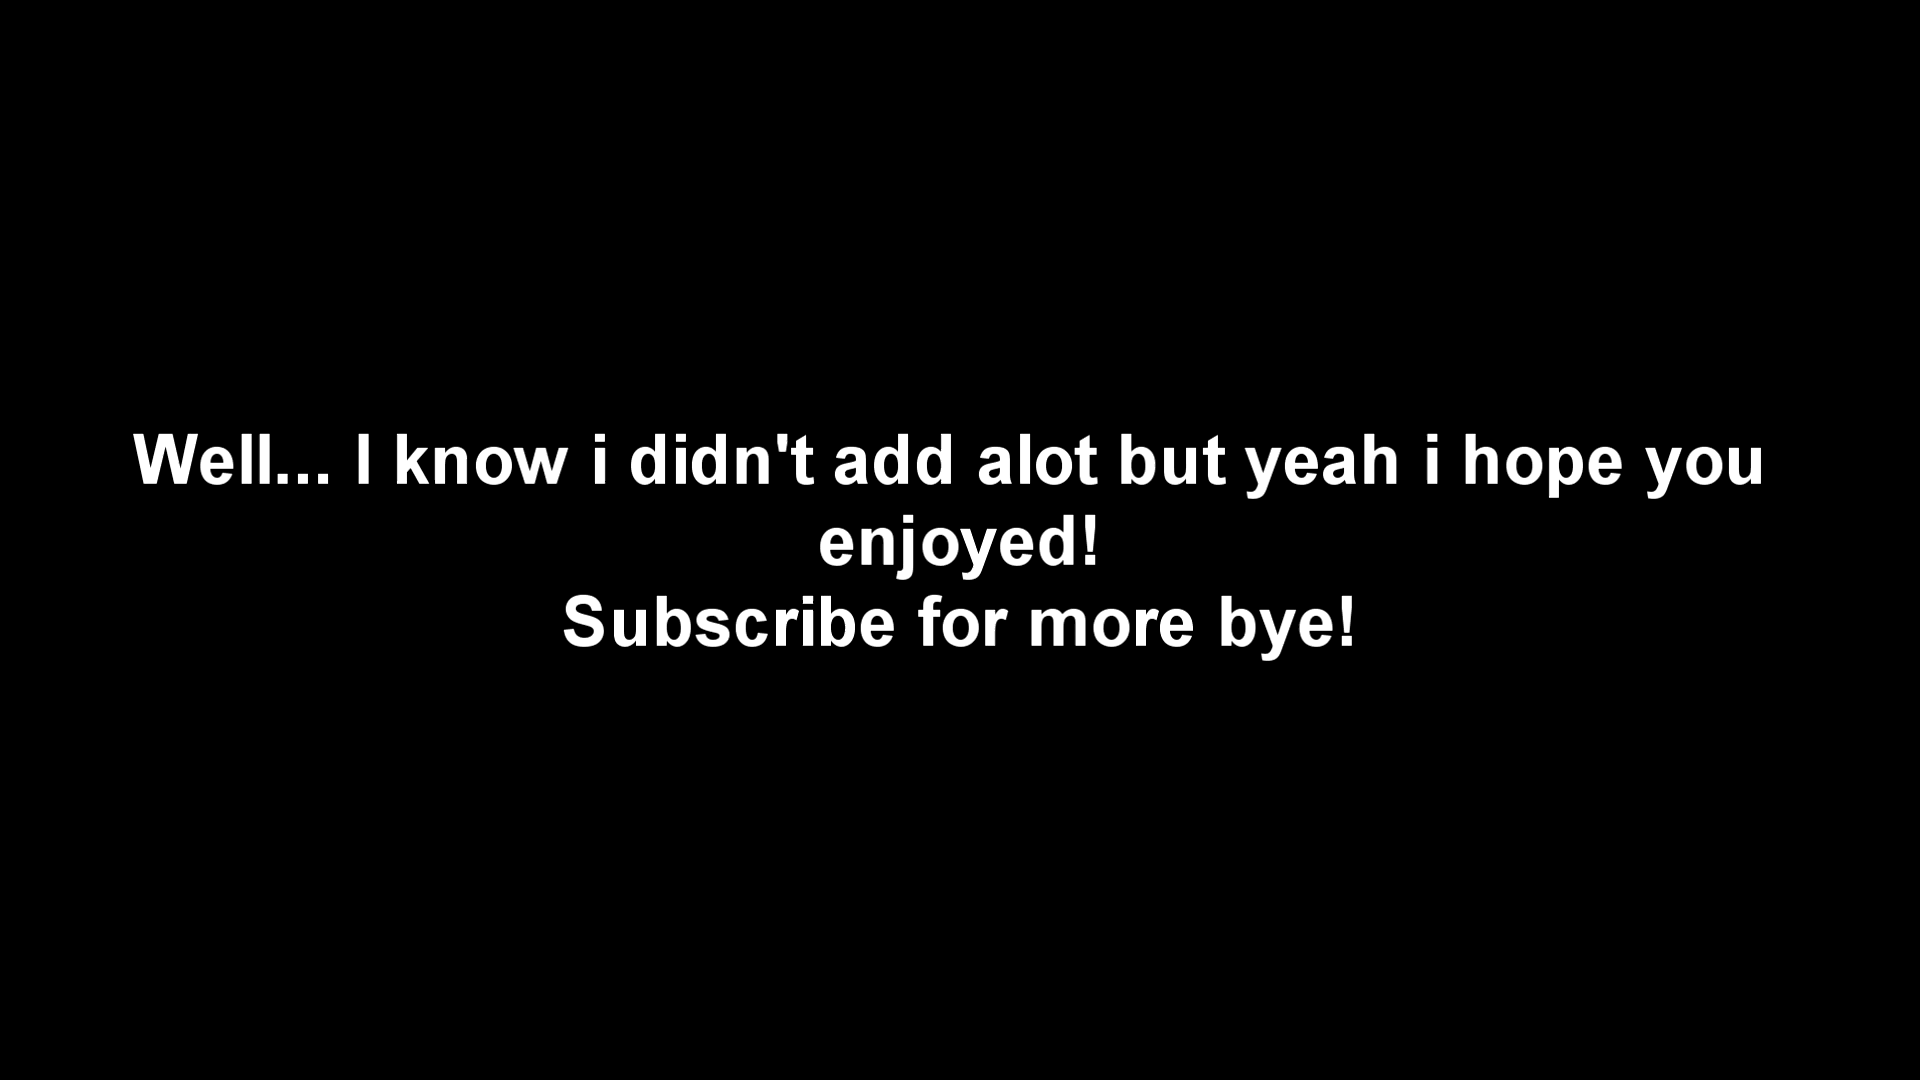 Well... I know i didn't add alot but yeah i hope you
enjoyed!
Subscribe for more bye!